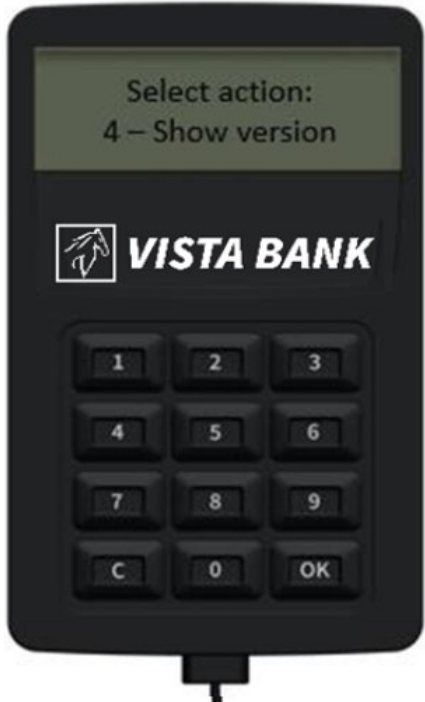 Select action:
4 – Show version
VISTA BANK
1 2 3
4 5 6
7 8 9
C 0 OK